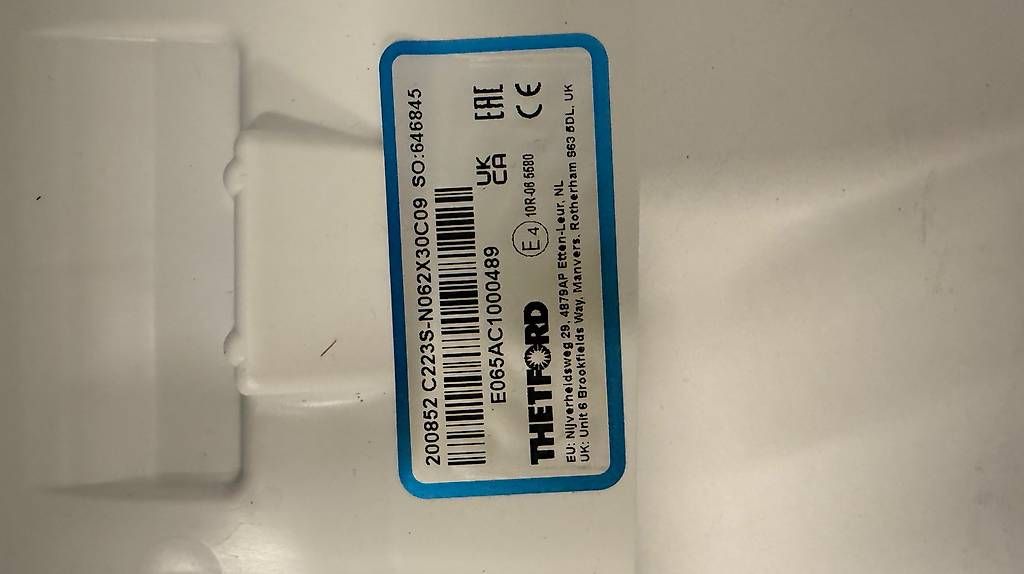 200852 C223S-N062X30C09 SO:646845
E065AC1000489
UK
CA
EAC
THETFORD
E4
10R-06 5580
CE
EU: Nijverheidsweg 29, 4879AP Etten-Leur, NL
UK: Unit 6 Brookfields Way, Manvers, Rotherham S63 5DL, UK